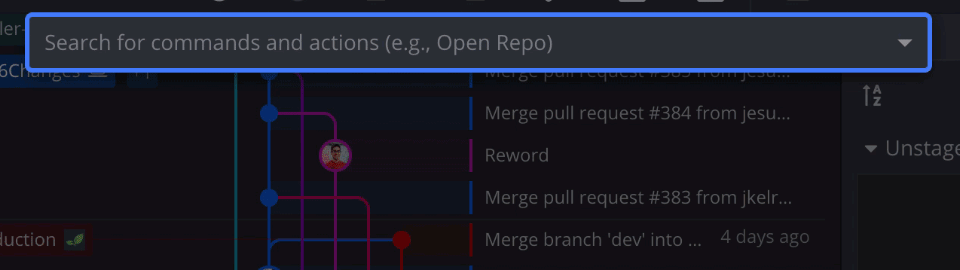 ler-
Search for commands and actions (e.g., Open Repo)
6Changes
Merge pull request #385 from jesu...
A
Z
Merge pull request #384 from jesu...
Reword
Unstage
Merge pull request #383 from jkelr...
duction
Merge branch 'dev' into ... 4 days ago